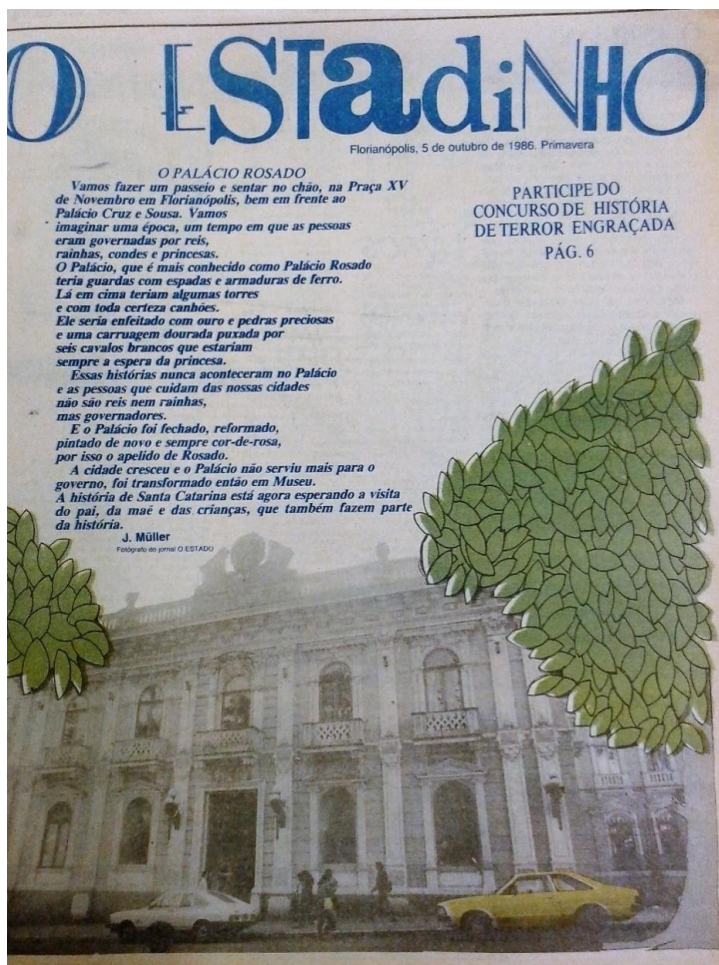 O ESTADINHO
Florianópolis, 5 de outubro de 1986. Primavera
O PALÁCIO ROSADO
Vamos fazer um passeio e sentar no chão, na Praça XV
de Novembro em Florianópolis, bem em frente ao
Palácio Cruz e Sousa. Vamos
imaginar uma época, um tempo em que as pessoas
eram governadas por reis,
rainhas, condes e princesas.
O Palácio, que é mais conhecido como Palácio Rosado
teria guardas com espadas e armaduras de ferro.
Lá em cima teriam algumas torres
e com toda certeza canhões.
Ele seria enfeitado com ouro e pedras preciosas
e uma carruagem dourada puxada por
seis cavalos brancos que estariam
sempre a espera da princesa.
Essas histórias nunca aconteceram no Palácio
e as pessoas que cuidam das nossas cidades
não são reis nem rainhas,
mas governadores.
E o Palácio foi fechado, reformado,
pintado de novo e sempre cor-de-rosa,
por isso o apelido de Rosado.
A cidade cresceu e o Palácio não serviu mais para o
governo, foi transformado então em Museu.
A história de Santa Catarina está agora esperando a visita
do pai, da maẽ e das crianças, que também fazem parte
da história.
J. Müller
Fotógrafo do jornal O ESTADO
PARTICIPE DO
CONCURSO DE HISTÓRIA
DE TERROR ENGRAÇADA
PÁG. 6